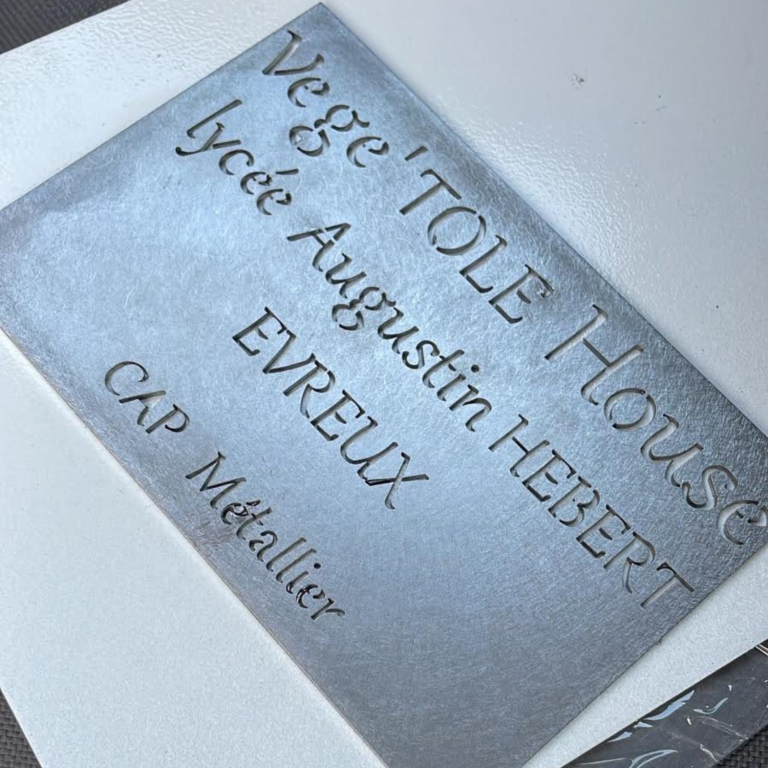 Vege'TOLE House
lycée Augustin HEBERT
EVREUX
CAP Métallier